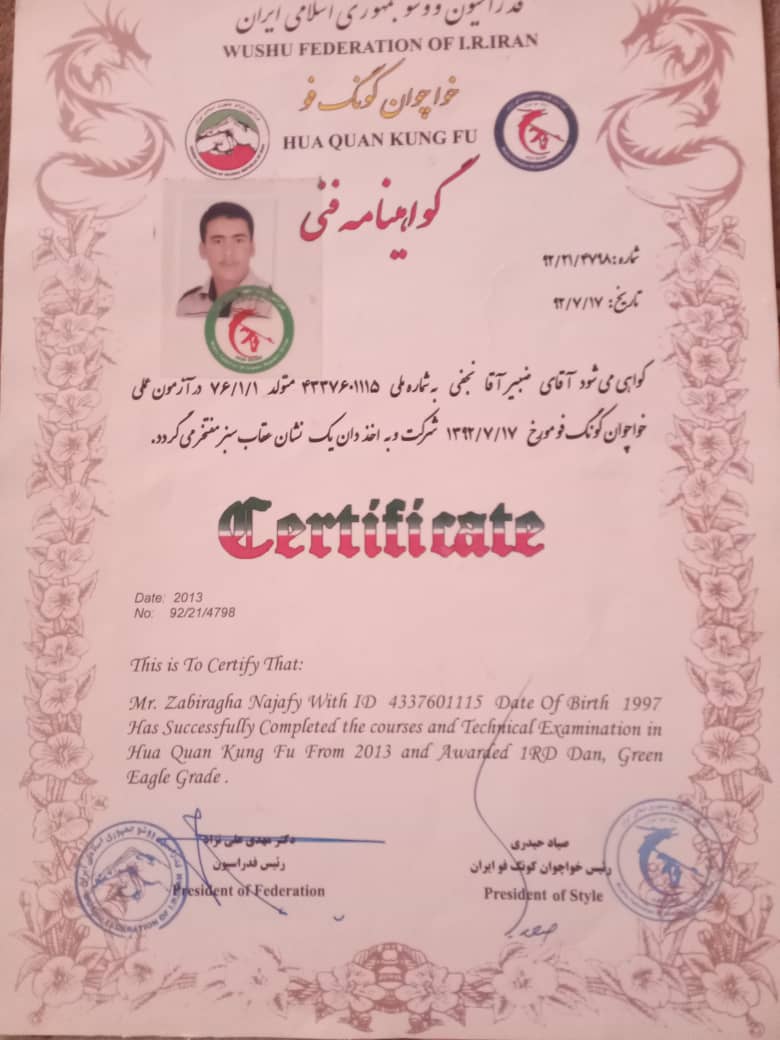 فدراسیون ووشو جمهوری اسلامی ایران
WUSHU FEDERATION OF I.R.IRAN
خواچوان کونگ فو
HUA QUAN KUNG FU
گواهینامه فنی
شماره: ۹۲/۲۱/۴۷۹۸
تاریخ: ۹۲/۷/۱۷
گواهی می شود آقای ضبیر آقا نجفی به شماره ملی ۴۳۳۷۶۰۱۱۱۵ متولد ۷۶/۱/۱ در آزمون عملی
خواچوان کونگ فو مورخ ۱۳۹۲/۷/۱۷ شرکت و به اخذ دان یک نشان عقاب سبز مفتخر می گردد.
Certificate
Date: 2013
No: 92/21/4798
This is To Certify That:
Mr. Zabiragha Najafy With ID 4337601115 Date Of Birth 1997
Has Successfully Completed the courses and Technical Examination in
Hua Quan Kung Fu From 2013 and Awarded 1RD Dan, Green
Eagle Grade .
دکتر مهدی علی نژاد
رئیس فدراسیون
President of Federation
صیاد حیدری
رئیس خواچوان کونگ فو ایران
President of Style